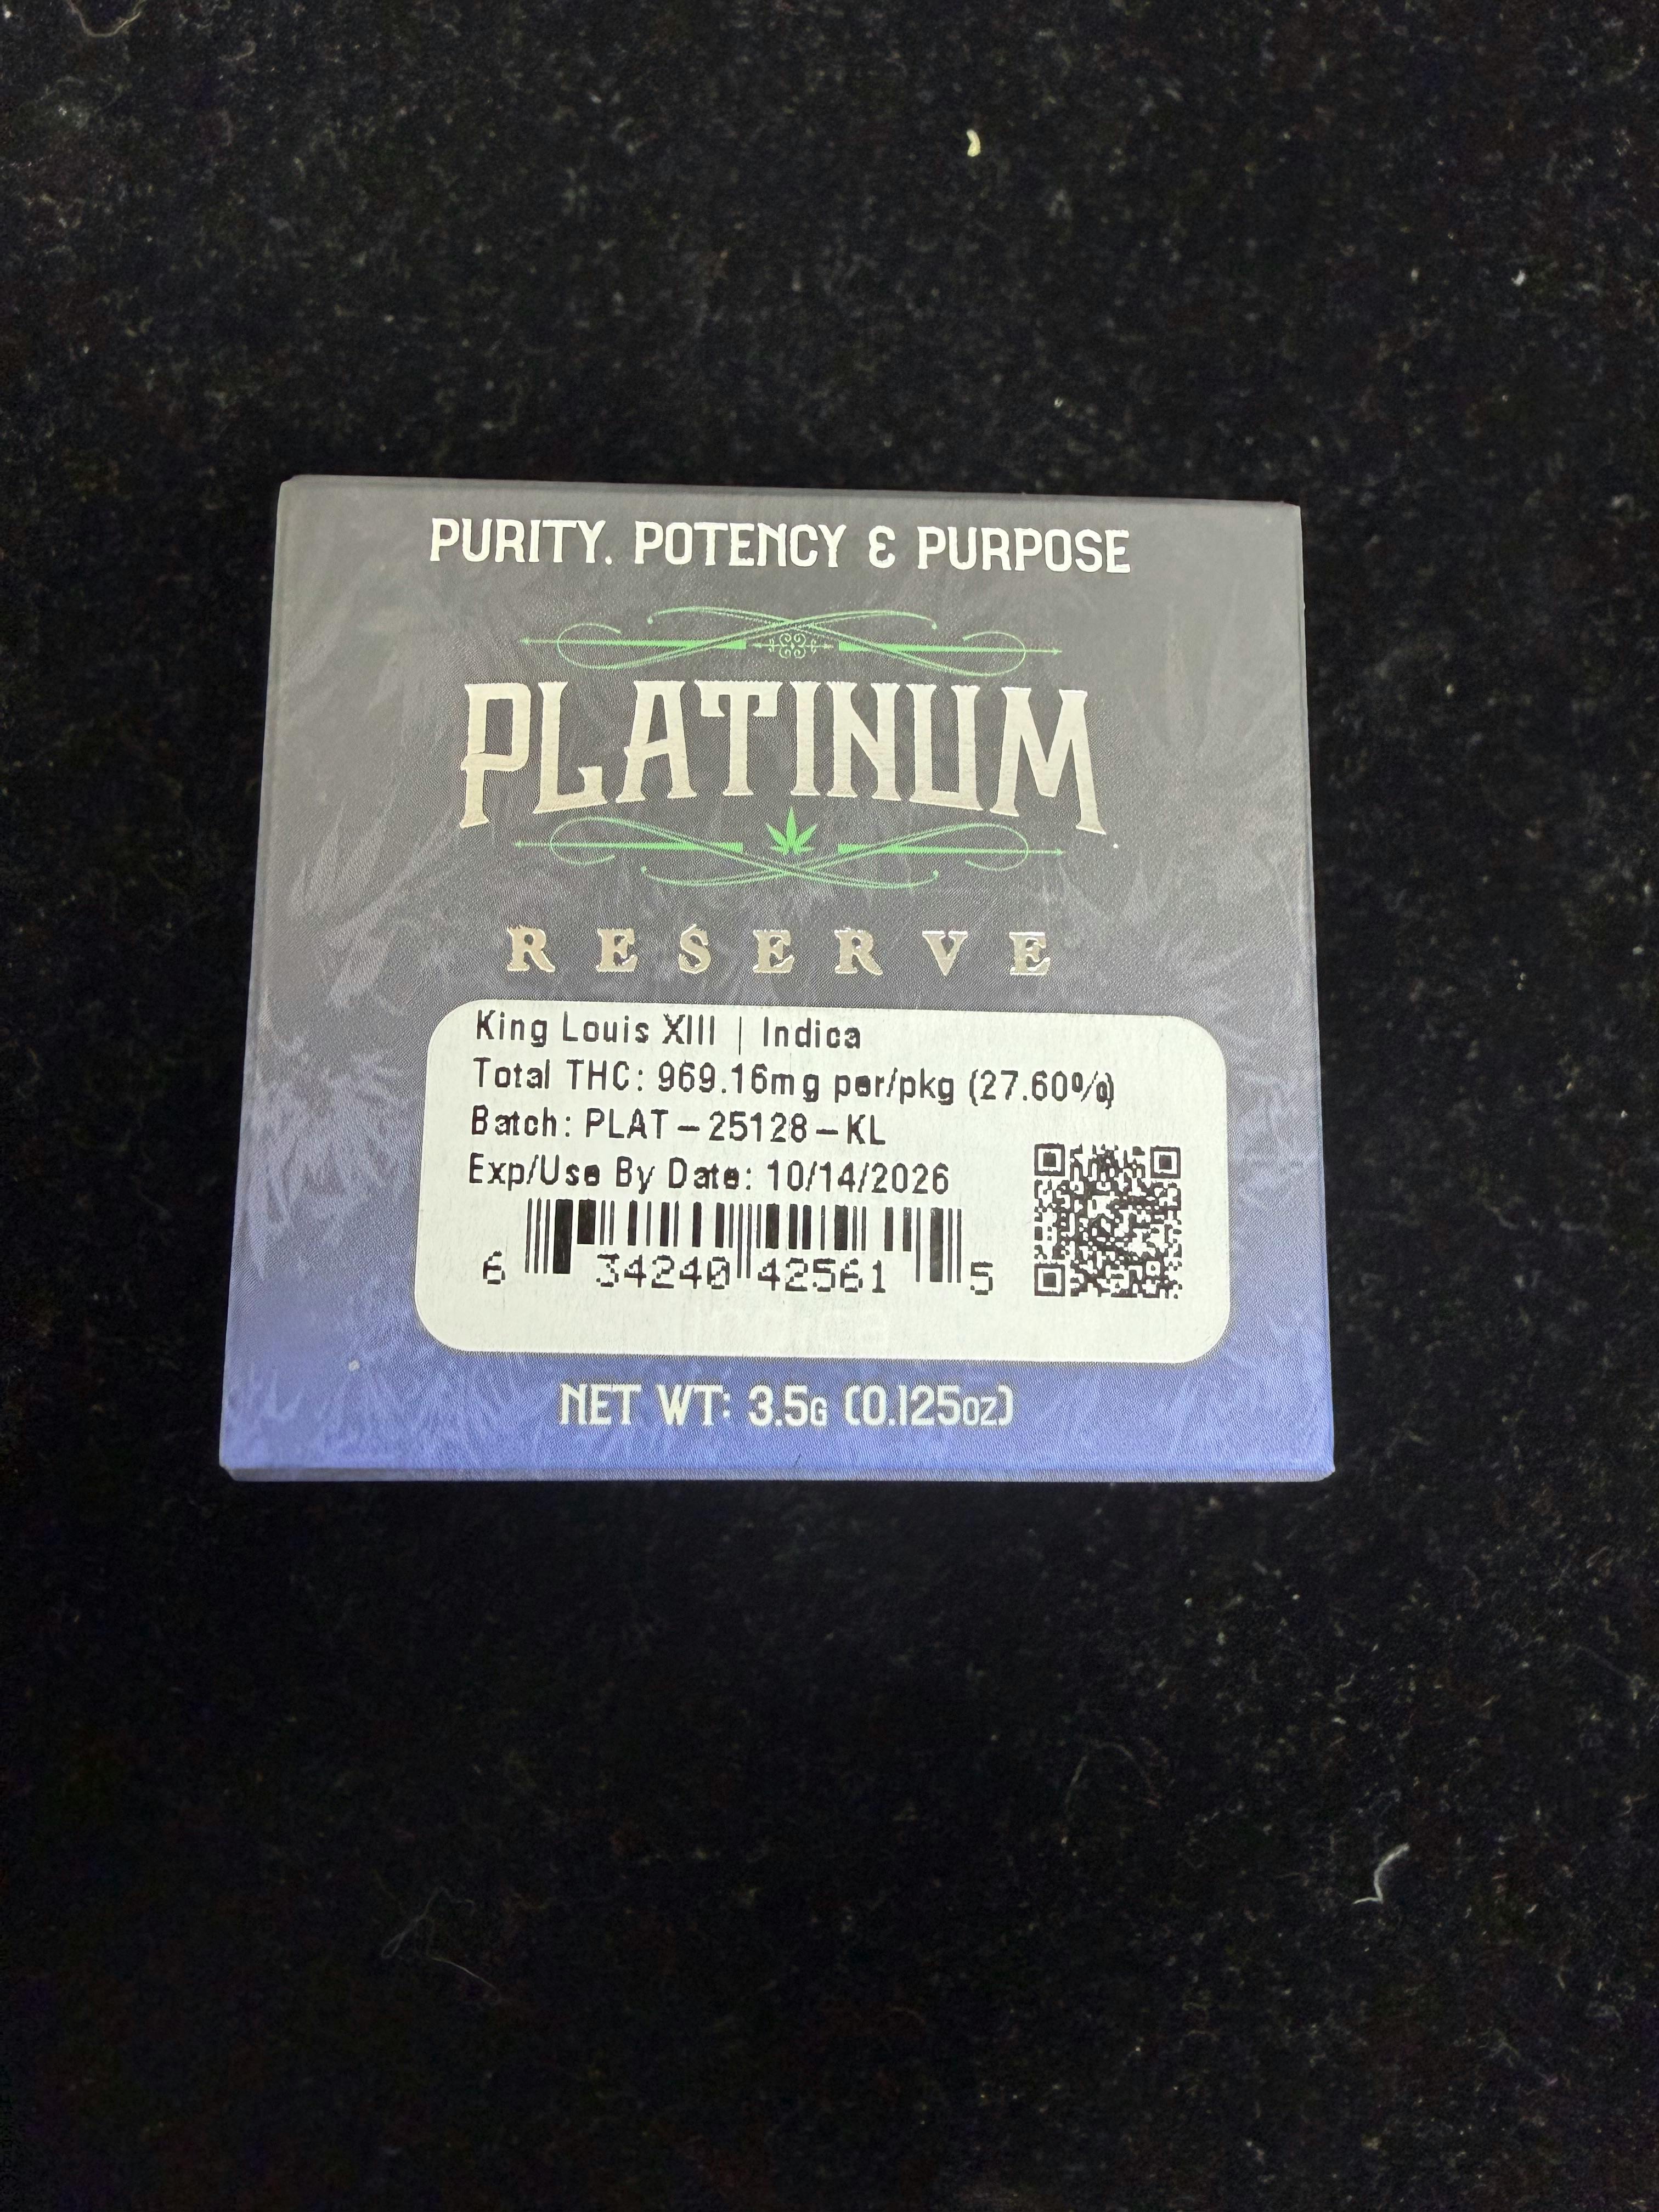 PURITY. POTENCY & PURPOSE
PLATINUM
RESERVE
King Louis XIII | Indica
Total THC: 969.16mg per/pkg (27.60%)
Batch: PLAT-25128-KL
Exp/Use By Date: 10/14/2026
6 34240 42561 5
NET WT: 3.5G (0.125OZ)